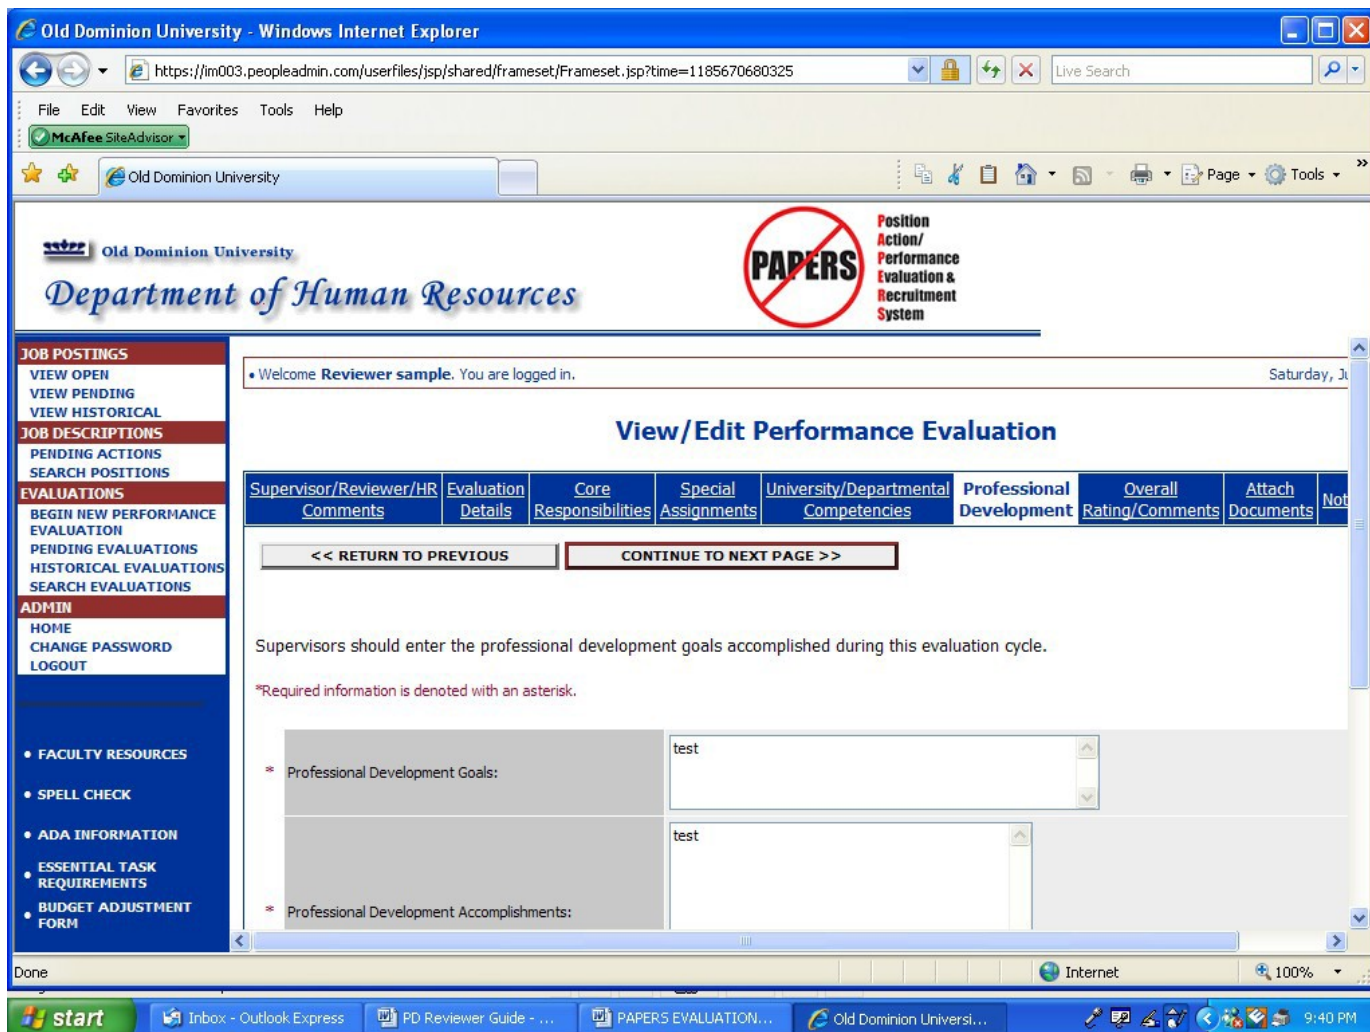 Old Dominion University - Windows Internet Explorer
https://im003.peopleadmin.com/userfiles/jsp/shared/frameset/Frameset.jsp?time=1185670680325
Live Search
File Edit View Favorites Tools Help
McAfee SiteAdvisor
Old Dominion University
Page Tools
Old Dominion University
Department of Human Resources
PAPERS
Position
Action/
Performance
Evaluation &
Recruitment
System
JOB POSTINGS
VIEW OPEN
VIEW PENDING
VIEW HISTORICAL
JOB DESCRIPTIONS
PENDING ACTIONS
SEARCH POSITIONS
EVALUATIONS
BEGIN NEW PERFORMANCE
EVALUATION
PENDING EVALUATIONS
HISTORICAL EVALUATIONS
SEARCH EVALUATIONS
ADMIN
HOME
CHANGE PASSWORD
LOGOUT
• FACULTY RESOURCES
• SPELL CHECK
• ADA INFORMATION
• ESSENTIAL TASK
REQUIREMENTS
• BUDGET ADJUSTMENT
FORM
• Welcome Reviewer sample. You are logged in.
Saturday, Ju
View/Edit Performance Evaluation
Supervisor/Reviewer/HR
Comments
Evaluation
Details
Core
Responsibilities
Special
Assignments
University/Departmental
Competencies
Professional
Development
Overall
Rating/Comments
Attach
Documents
Not
<< RETURN TO PREVIOUS
CONTINUE TO NEXT PAGE >>
Supervisors should enter the professional development goals accomplished during this evaluation cycle.
*Required information is denoted with an asterisk.
* Professional Development Goals:
test
* Professional Development Accomplishments:
test
Done
Internet
100%
start
Inbox - Outlook Express
PD Reviewer Guide - ...
PAPERS EVALUATION...
Old Dominion Universi...
9:40 PM